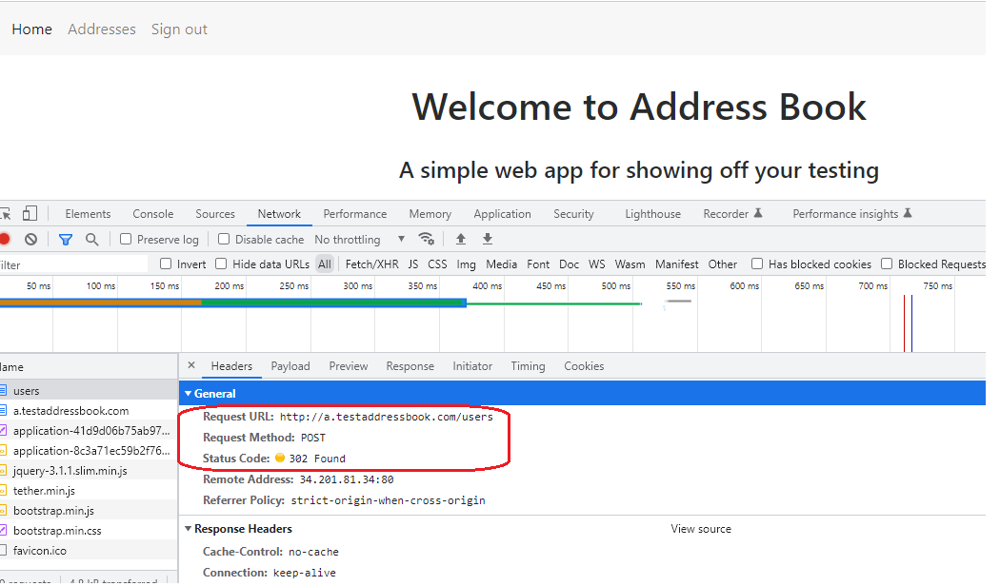 Home Addresses Sign out
Welcome to Address Book
A simple web app for showing off your testing
Elements Console Sources Network Performance Memory Application Security Lighthouse Recorder Performance insights
Preserve log Disable cache No throttling
ilter Invert Hide data URLs All Fetch/XHR JS CSS Img Media Font Doc WS Wasm Manifest Other Has blocked cookies Blocked Requests
50 ms 100 ms 150 ms 200 ms 250 ms 300 ms 350 ms 400 ms 450 ms 500 ms 550 ms 600 ms 650 ms 700 ms 750 ms
ame × Headers Payload Preview Response Initiator Timing Cookies
users
a.testaddressbook.com
application-41d9d06b75ab97...
application-8c3a71ec59b2f76...
jquery-3.1.1.slim.min.js
tether.min.js
bootstrap.min.js
bootstrap.min.css
favicon.ico
0 requests 4.8 kB transferred
General
Request URL: http://a.testaddressbook.com/users
Request Method: POST
Status Code: 302 Found
Remote Address: 34.201.81.34:80
Referrer Policy: strict-origin-when-cross-origin
Response Headers View source
Cache-Control: no-cache
Connection: keep-alive